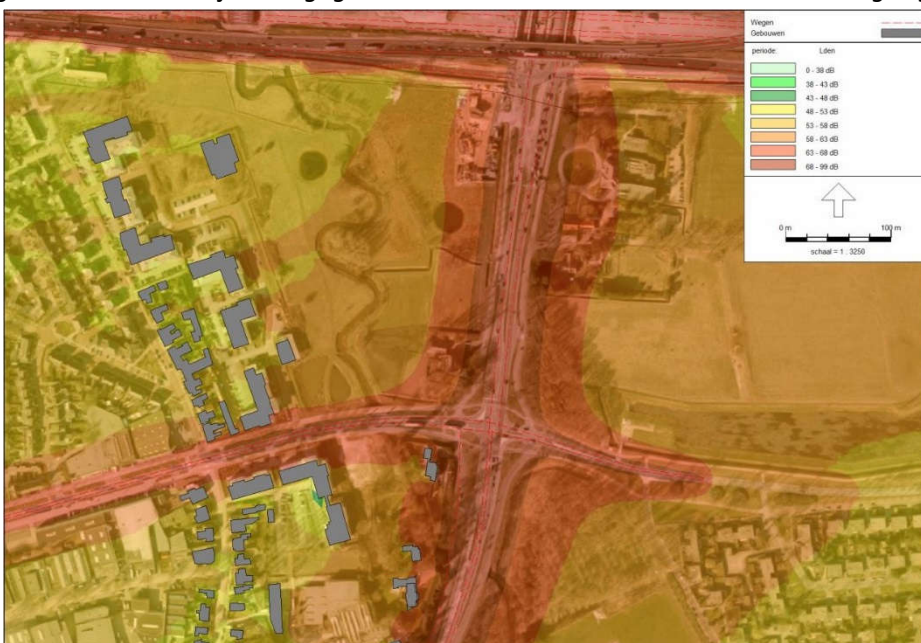 Wegen
Gebouwen
periode: Lden
0 - 38 dB
38 - 43 dB
43 - 48 dB
48 - 53 dB
53 - 58 dB
58 - 63 dB
63 - 68 dB
68 - 99 dB
0 m 100 m
schaal = 1 : 3250